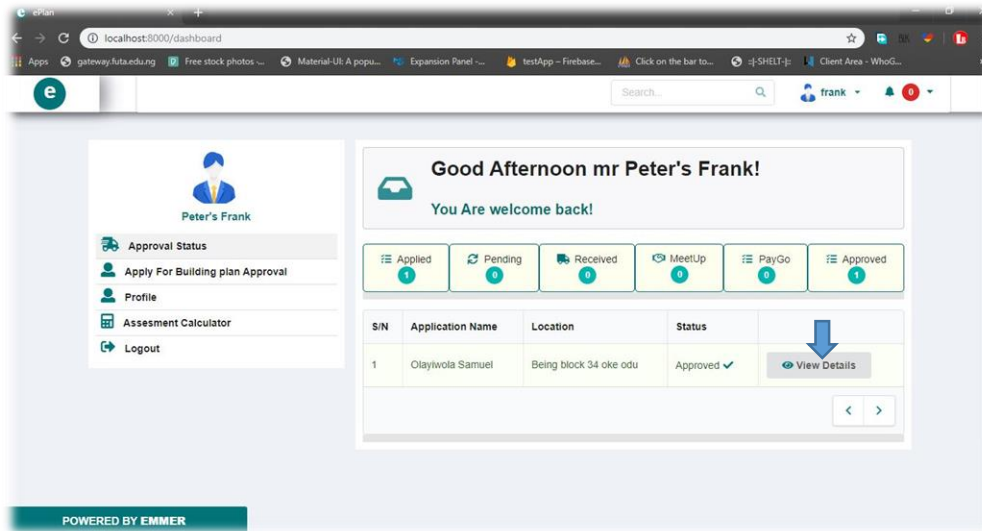 ePlan
localhost:8000/dashboard
Apps gateway.futa.edu.ng Free stock photos -... Material-UI: A popu... Expansion Panel -... testApp – Firebase... Click on the bar to... :|-SHELT-|: Client Area - WhoG...
e
Search...
frank
0
Peter's Frank
Approval Status
Apply For Building plan Approval
Profile
Assesment Calculator
Logout
Good Afternoon mr Peter's Frank!
You Are welcome back!
Applied Pending Received MeetUp PayGo Approved
1 0 0 0 0 1
S/N Application Name Location Status
1 Olayiwola Samuel Being block 34 oke odu Approved View Details
POWERED BY EMMER